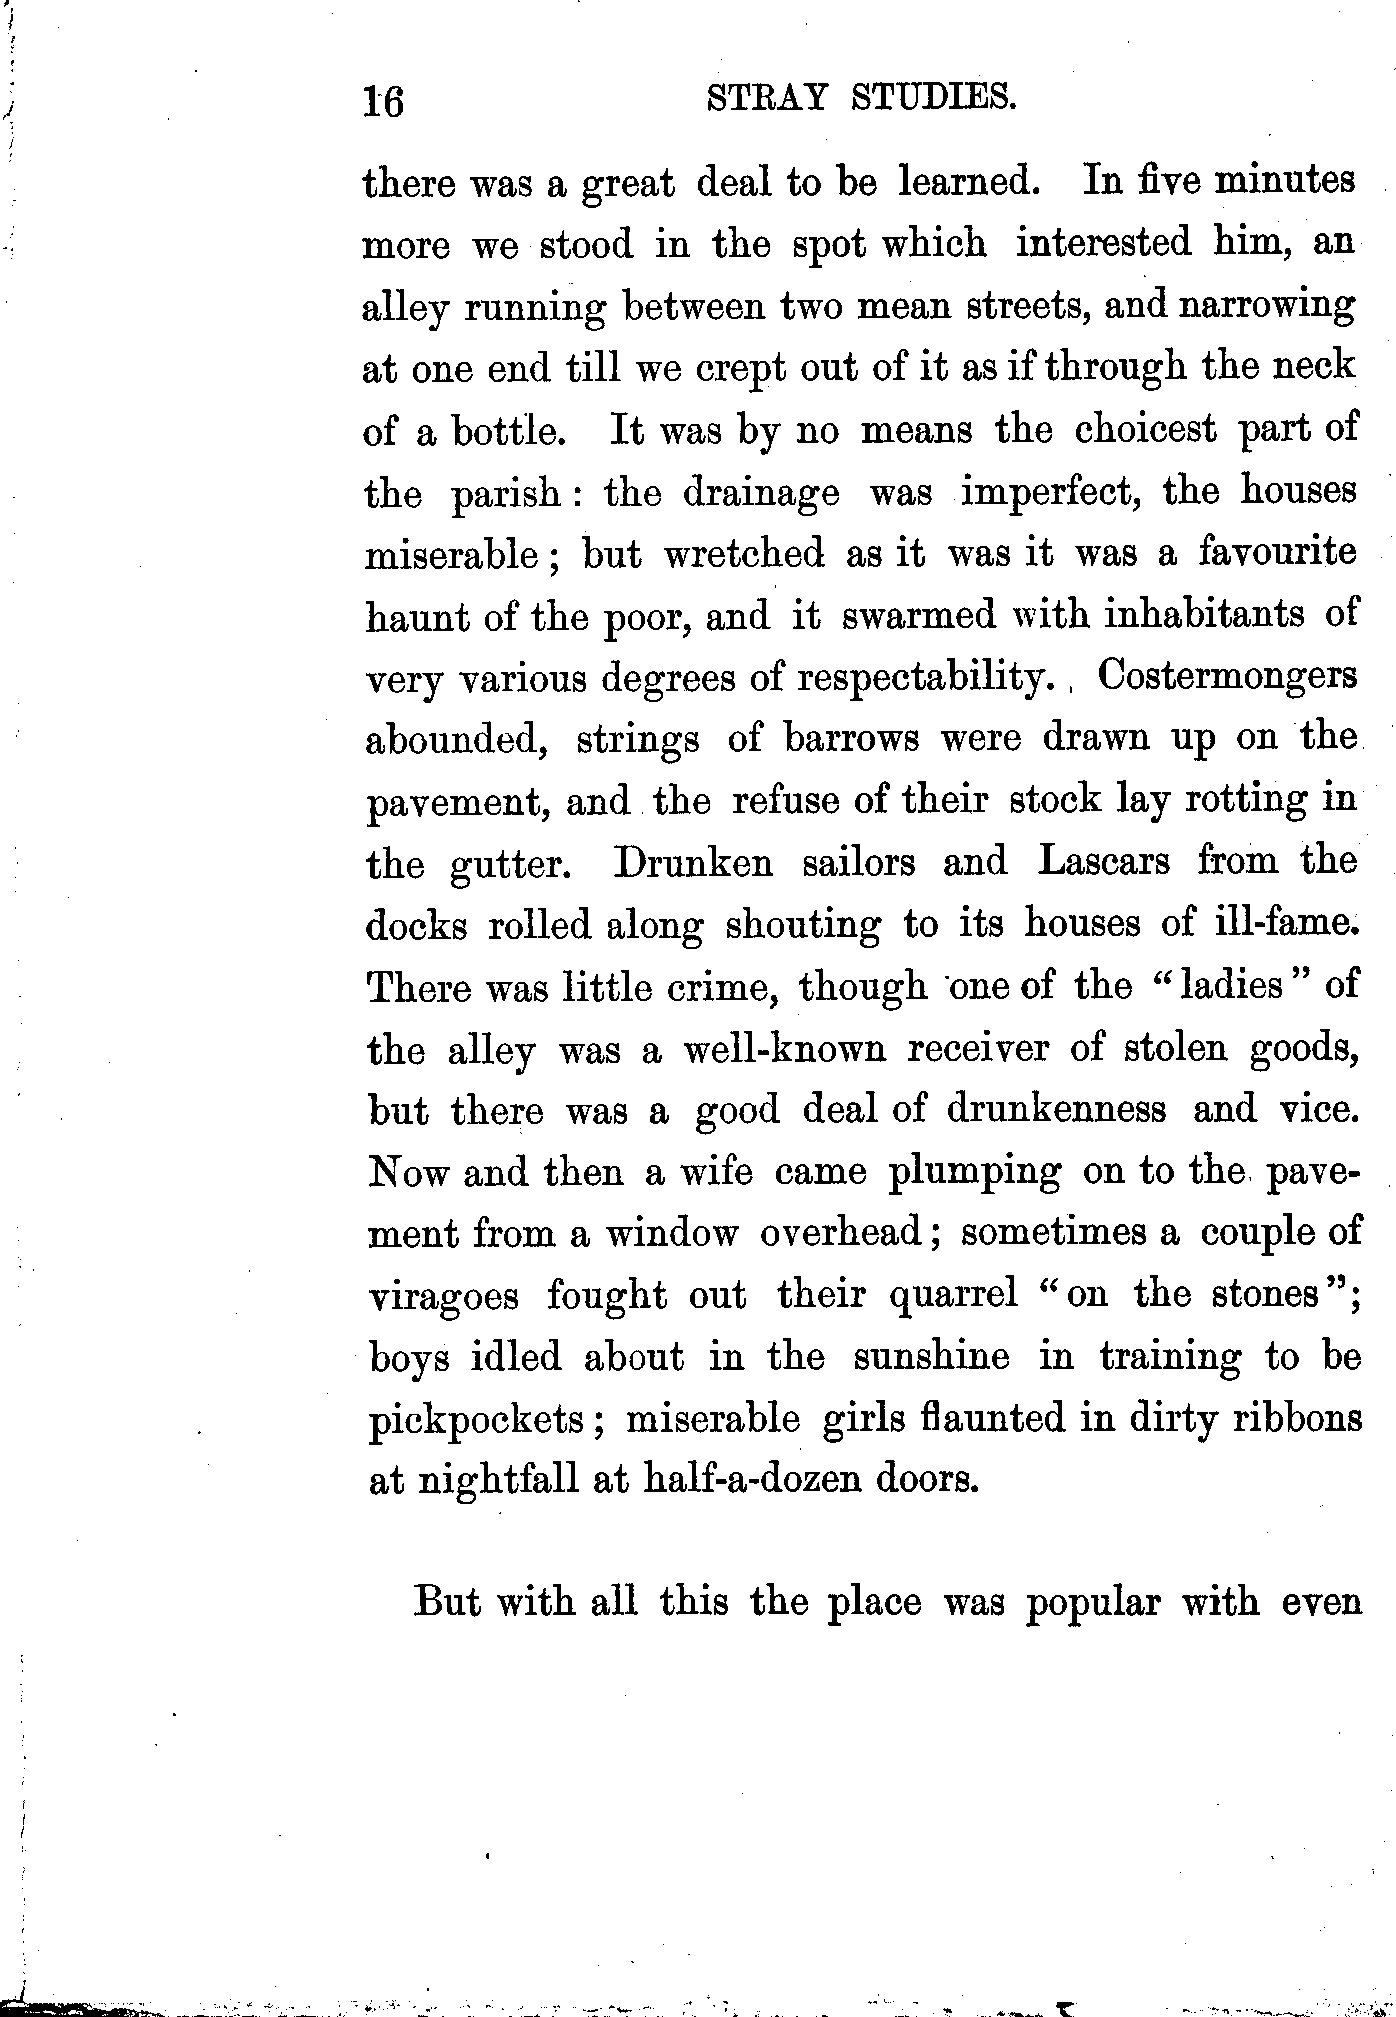 16 STRAY STUDIES.
there was a great deal to be learned. In five minutes
more we stood in the spot which interested him, an
alley running between two mean streets, and narrowing
at one end till we crept out of it as if through the neck
of a bottle. It was by no means the choicest part of
the parish : the drainage was imperfect, the houses
miserable ; but wretched as it was it was a favourite
haunt of the poor, and it swarmed with inhabitants of
very various degrees of respectability. Costermongers
abounded, strings of barrows were drawn up on the
pavement, and the refuse of their stock lay rotting in
the gutter. Drunken sailors and Lascars from the
docks rolled along shouting to its houses of ill-fame.
There was little crime, though one of the “ ladies ” of
the alley was a well-known receiver of stolen goods,
but there was a good deal of drunkenness and vice.
Now and then a wife came plumping on to the pave-
ment from a window overhead ; sometimes a couple of
viragoes fought out their quarrel “ on the stones ”;
boys idled about in the sunshine in training to be
pickpockets ; miserable girls flaunted in dirty ribbons
at nightfall at half-a-dozen doors.
But with all this the place was popular with even